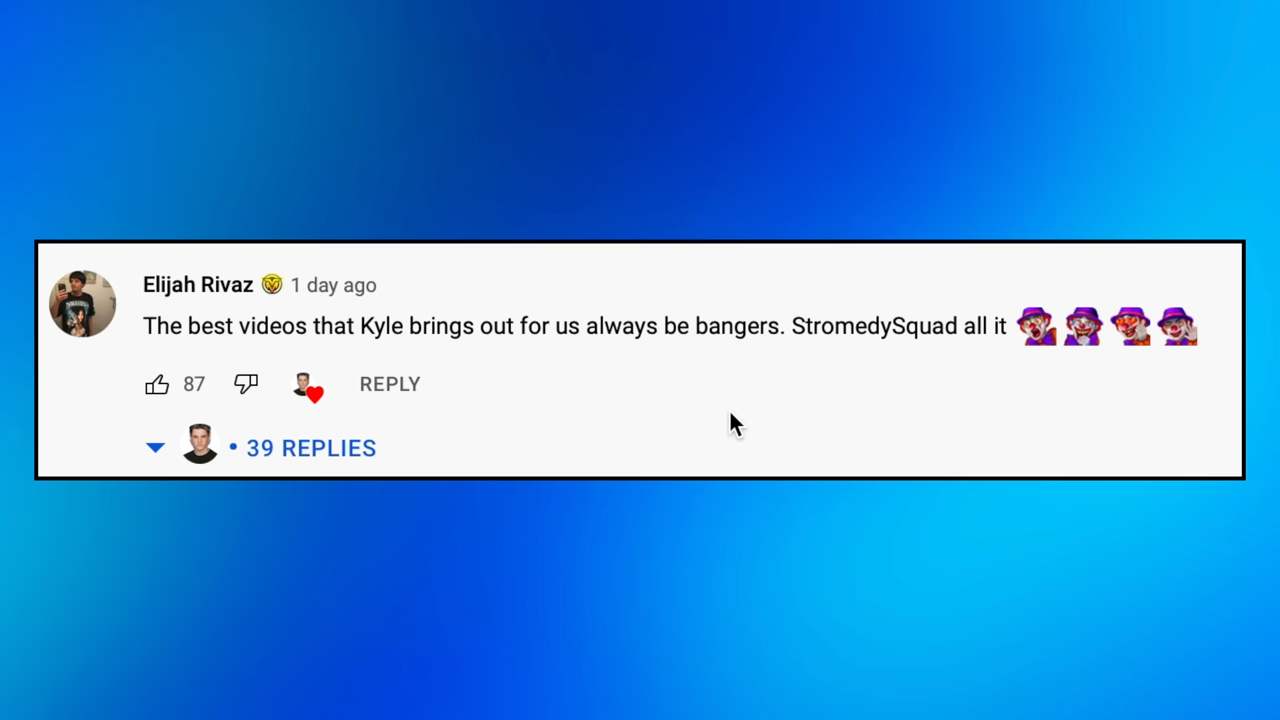 Elijah Rivaz 1 day ago
The best videos that Kyle brings out for us always be bangers. StromedySquad all it
87 REPLY
• 39 REPLIES